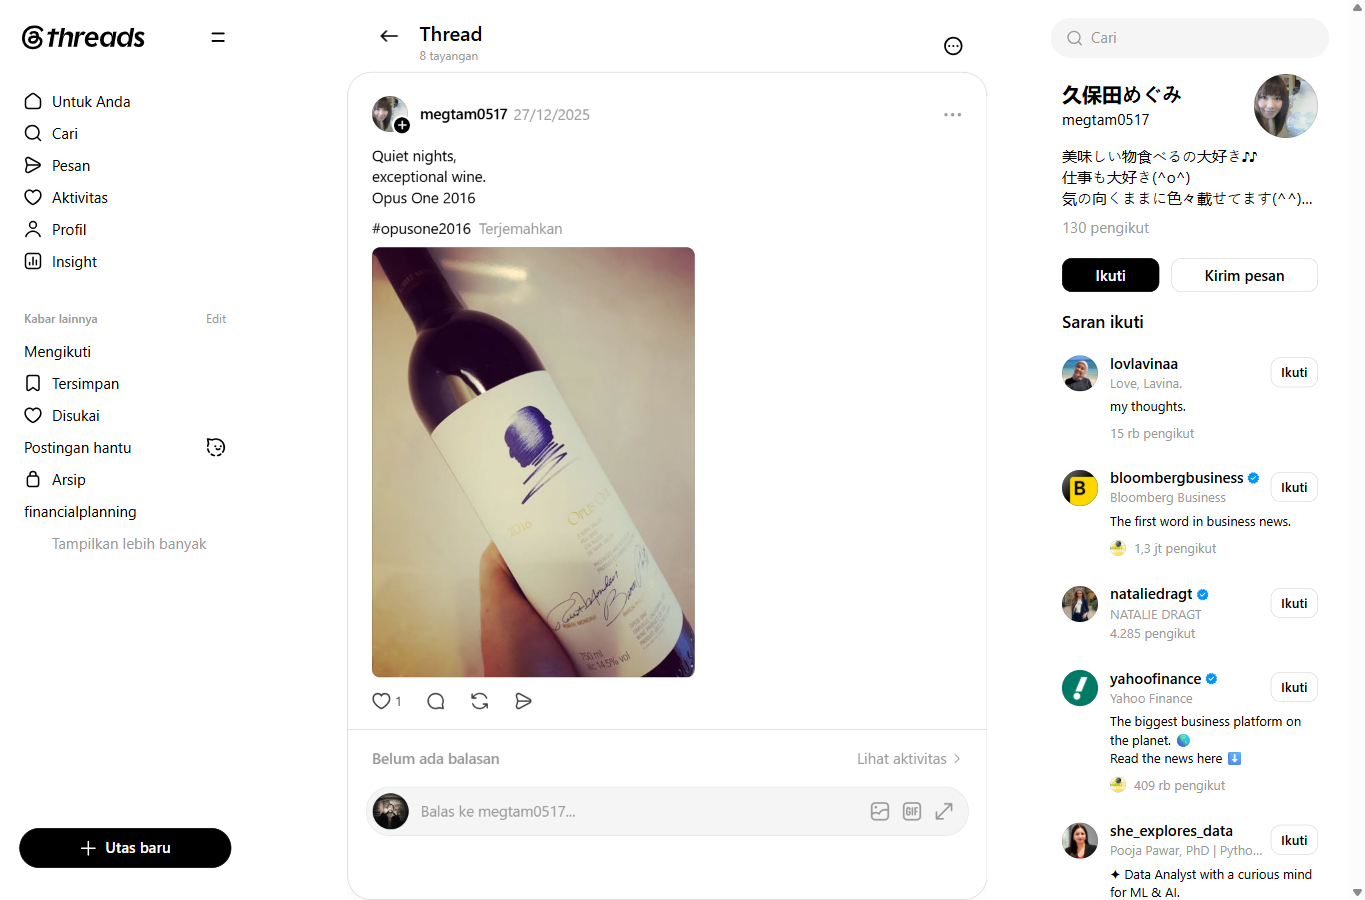 threads
Untuk Anda
Cari
Pesan
Aktivitas
Profil
Insight
Kabar lainnya
Edit
Mengikuti
Tersimpan
Disukai
Postingan hantu
Arsip
financialplanning
Tampilkan lebih banyak
Utas baru
Thread
8 tayangan
megtam0517 27/12/2025
Quiet nights,
exceptional wine.
Opus One 2016
#opusone2016 Terjemahkan
2016
Opus One
750 ml
Alc 14.5% vol
1
Belum ada balasan
Lihat aktivitas
Balas ke megtam0517...
GIF
Cari
久保田めぐみ
megtam0517
美味しい物食べるの大好き♪♪
仕事も大好き(^o^)
気の向くままに色々載せてます(^^)...
130 pengikut
Ikuti
Kirim pesan
Saran ikuti
lovlavinaa
Love, Lavina.
Ikuti
my thoughts.
15 rb pengikut
B
bloombergbusiness
Bloomberg Business
Ikuti
The first word in business news.
1,3 jt pengikut
nataliedragt
NATALIE DRAGT
Ikuti
4.285 pengikut
yahoofinance
Yahoo Finance
Ikuti
The biggest business platform on
the planet. 🌎
Read the news here ⬇️
409 rb pengikut
she_explores_data
Pooja Pawar, PhD | Pytho...
Ikuti
✦ Data Analyst with a curious mind
for ML & AI.